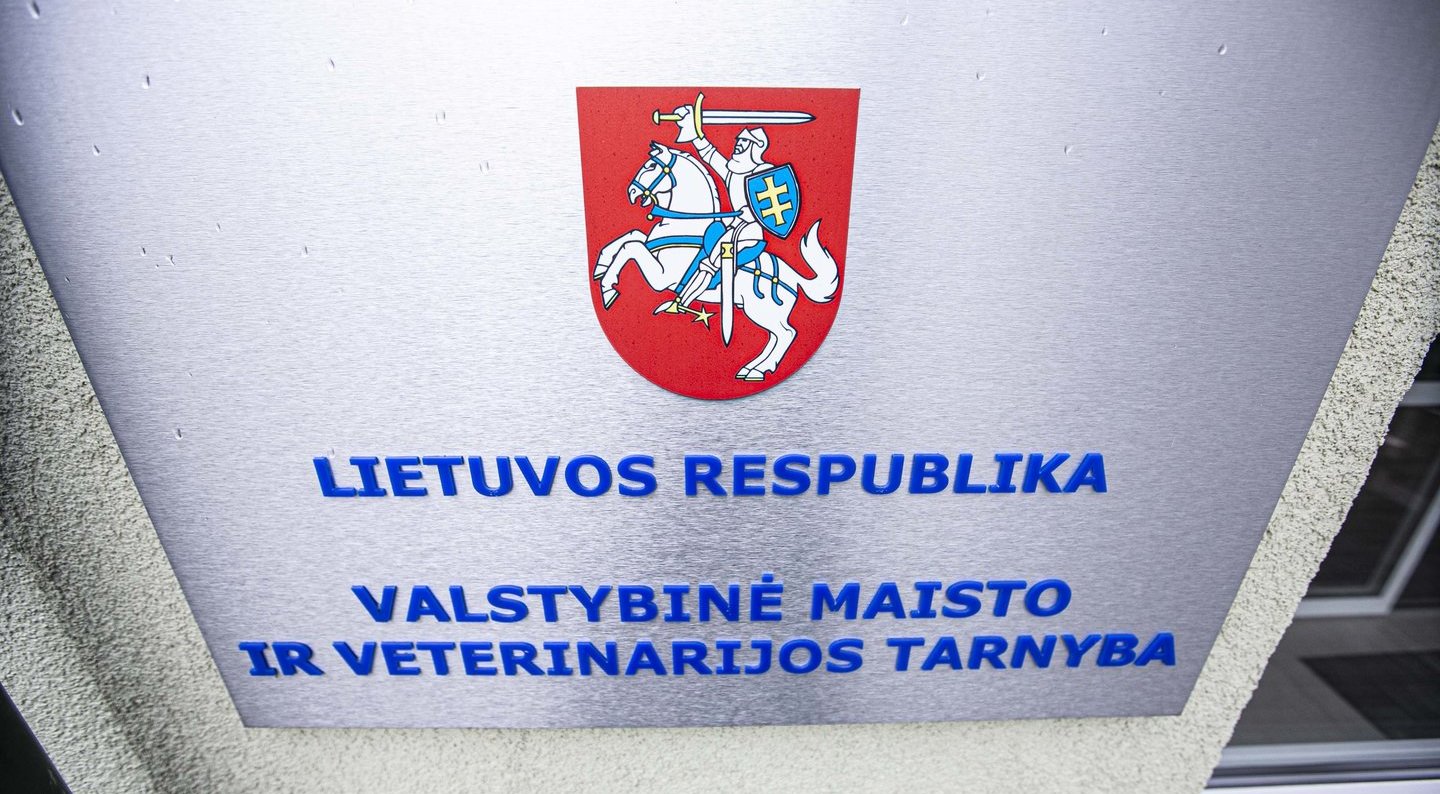 LIETUVOS RESPUBLIKA
VALSTYBINĖ MAISTO
IR VETERINARIJOS TARNYBA